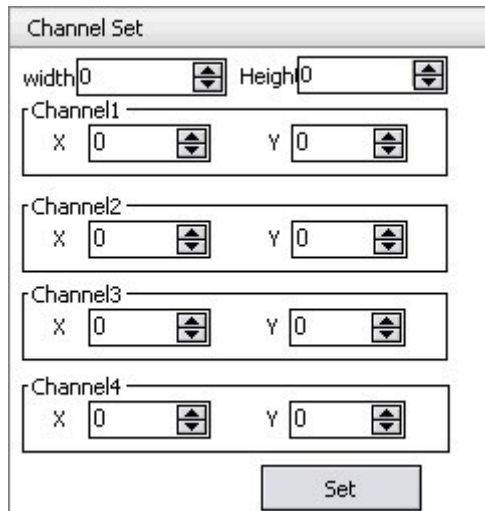 Channel Set
width 0 Heigh 0
Channel1
X 0 Y 0
Channel2
X 0 Y 0
Channel3
X 0 Y 0
Channel4
X 0 Y 0
Set